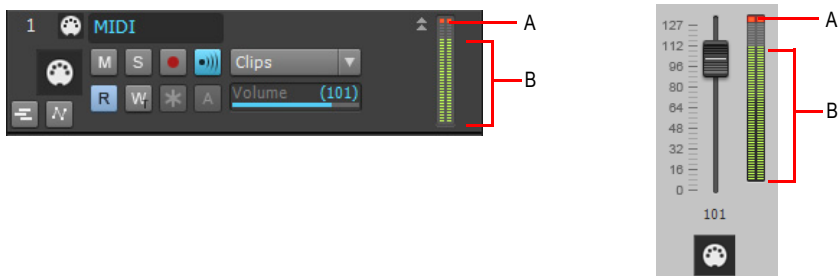 1 MIDI
M S Clips
R W A Volume (101)
A
B
127
112
96
80
64
48
32
16
0
101
A
B